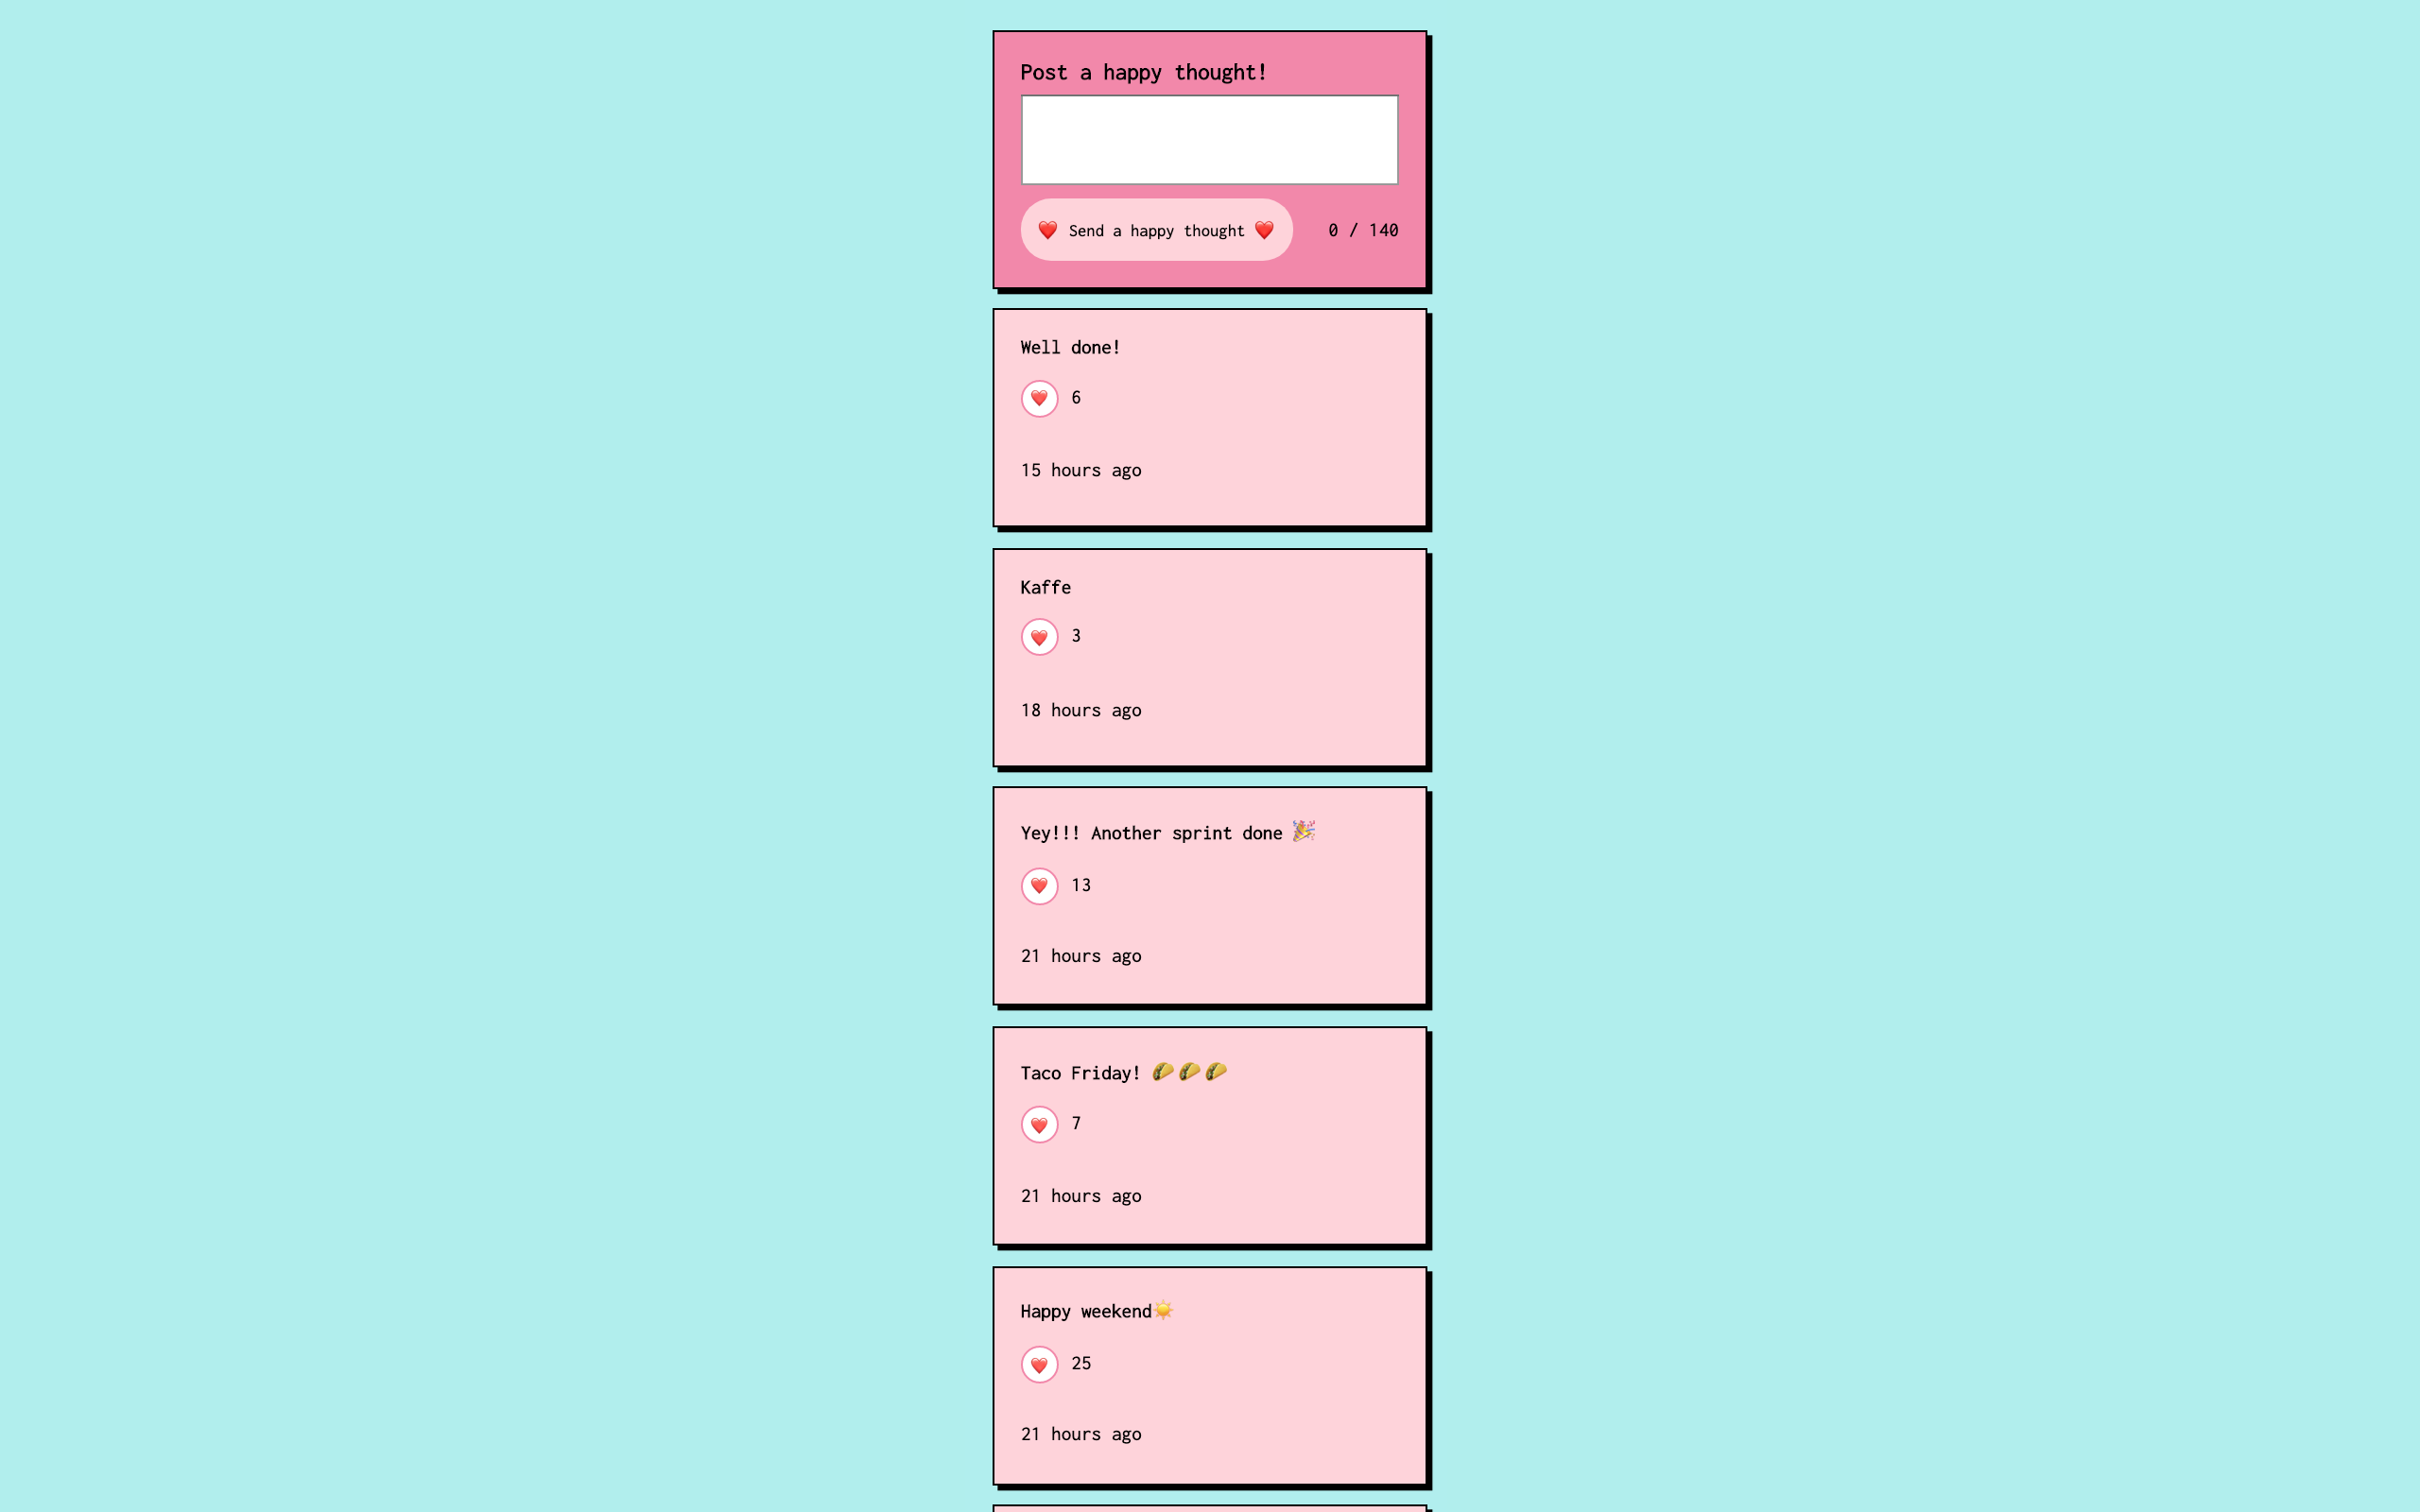 Post a happy thought!
❤️ Send a happy thought ❤️ 0 / 140
Well done!
❤️ 6
15 hours ago
Kaffe
❤️ 3
18 hours ago
Yey!!! Another sprint done 🎉
❤️ 13
21 hours ago
Taco Friday! 🌮🌮🌮
❤️ 7
21 hours ago
Happy weekend☀️
❤️ 25
21 hours ago